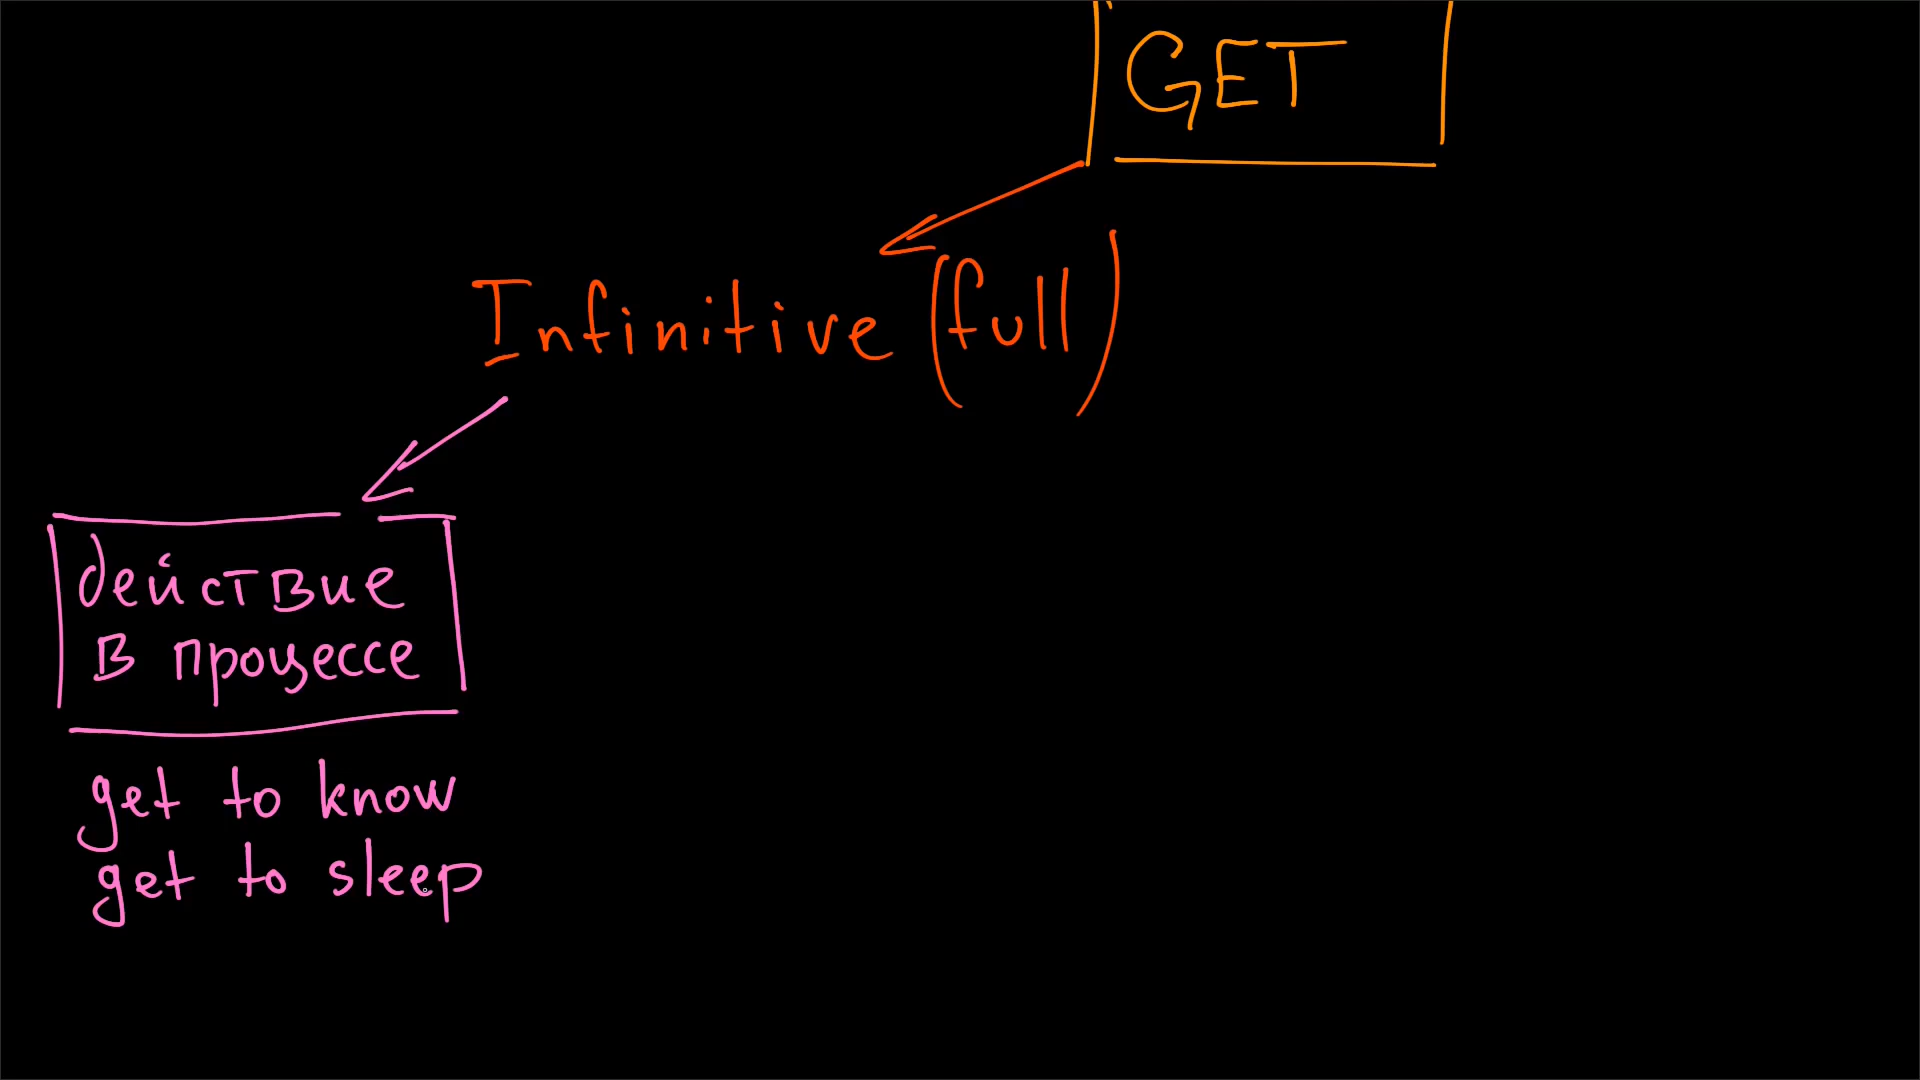 GET
Infinitive (full)
действие
в процессе
get to know
get to sleep